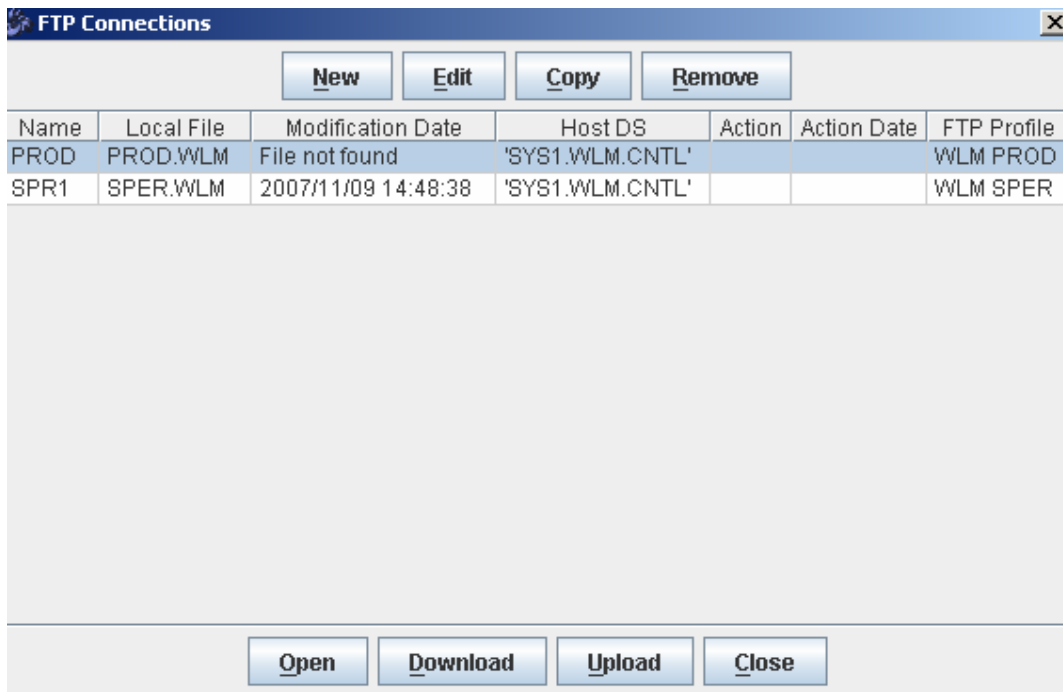 FTP Connections
New Edit Copy Remove
Name Local File Modification Date Host DS Action Action Date FTP Profile
PROD PROD.WLM File not found 'SYS1.WLM.CNTL' WLM PROD
SPR1 SPER.WLM 2007/11/09 14:48:38 'SYS1.WLM.CNTL' WLM SPER
Open Download Upload Close